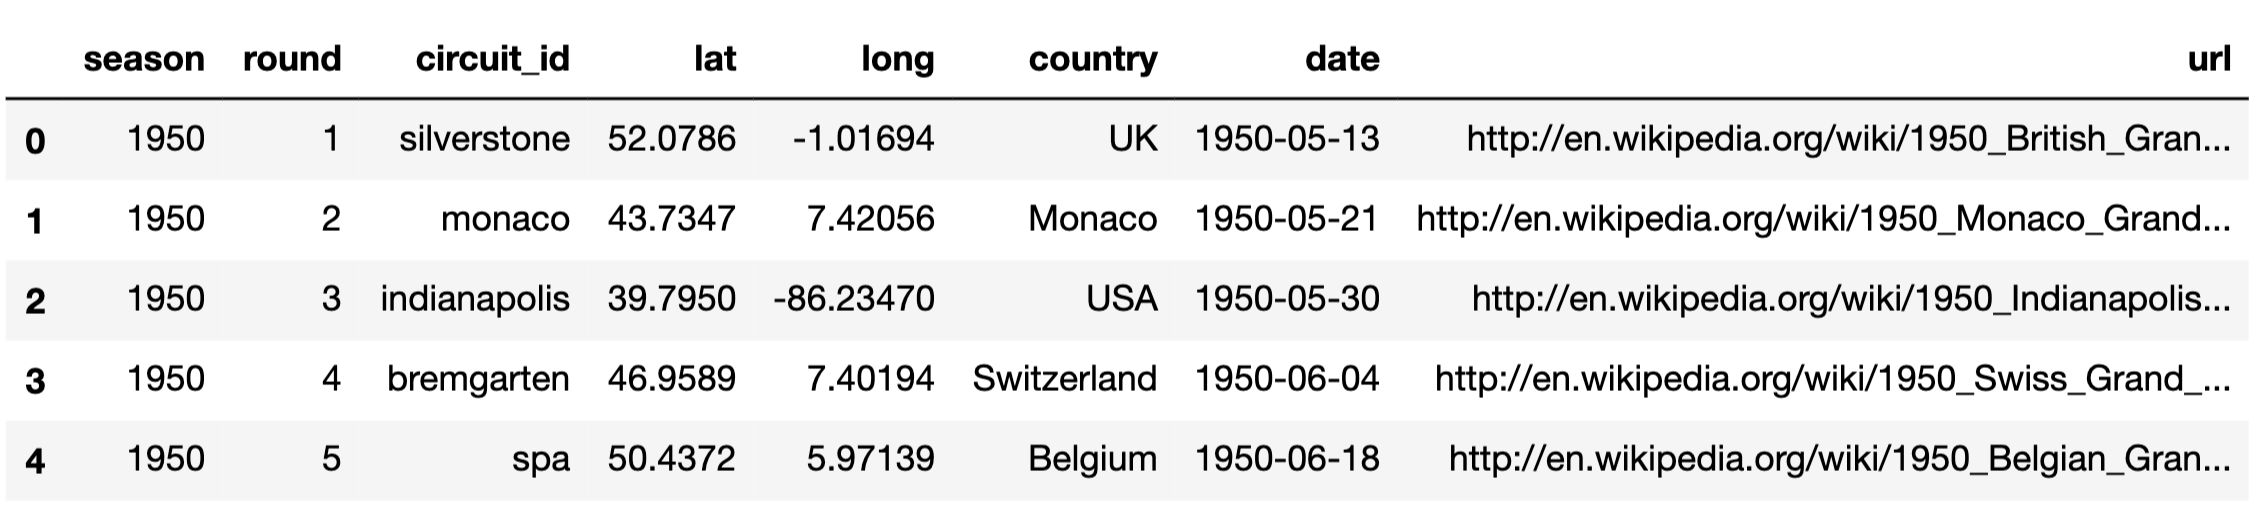 season round circuit_id lat long country date url
0 1950 1 silverstone 52.0786 -1.01694 UK 1950-05-13 http://en.wikipedia.org/wiki/1950_British_Gran...
1 1950 2 monaco 43.7347 7.42056 Monaco 1950-05-21 http://en.wikipedia.org/wiki/1950_Monaco_Grand...
2 1950 3 indianapolis 39.7950 -86.23470 USA 1950-05-30 http://en.wikipedia.org/wiki/1950_Indianapolis...
3 1950 4 bremgarten 46.9589 7.40194 Switzerland 1950-06-04 http://en.wikipedia.org/wiki/1950_Swiss_Grand_...
4 1950 5 spa 50.4372 5.97139 Belgium 1950-06-18 http://en.wikipedia.org/wiki/1950_Belgian_Gran...